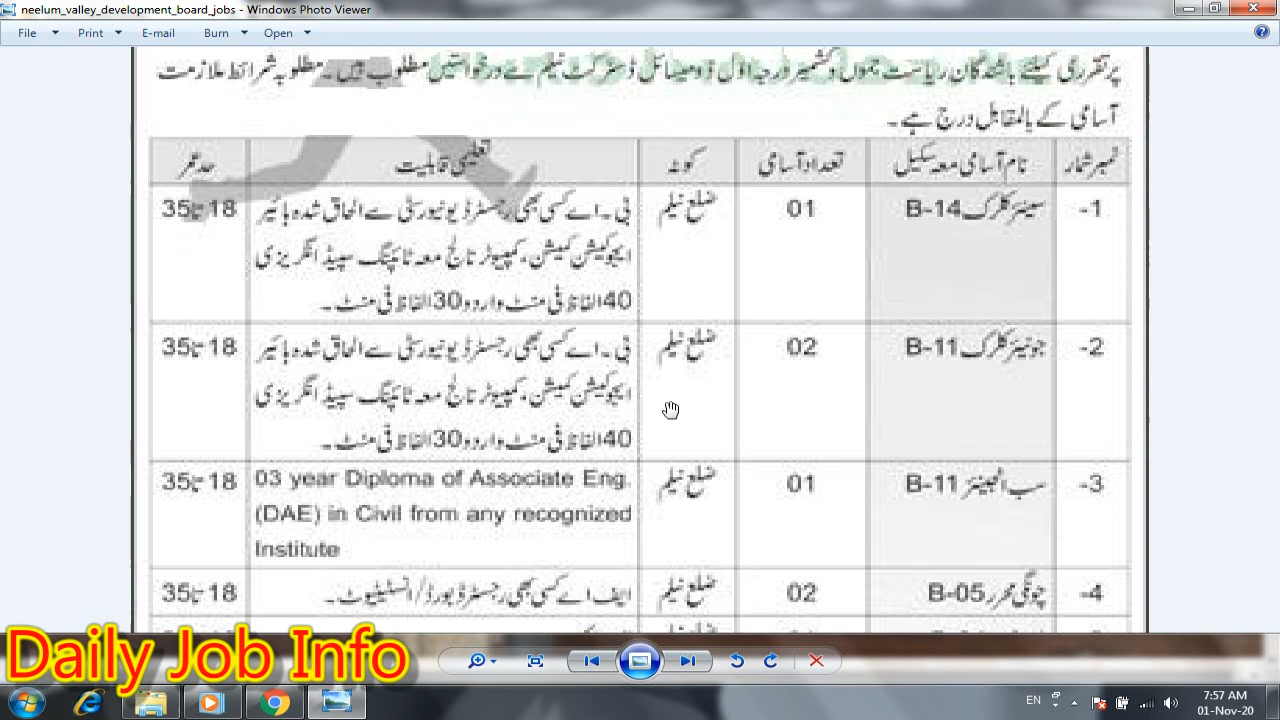 neelum_valley_development_board_jobs - Windows Photo Viewer
File Print E-mail Burn Open
پر تقرری کیلئے باشندگان ریاست جموں وکشمیر درجہ اوّل ڈومیسائل ڈسٹرکٹ نیلم سے درخواستیں مطلوب ہیں۔ مطلوبہ شرائط ملازمت
آسامی کے بالمقابل درج ہے۔
نمبر شمار نام آسامی معہ سکیل تعداد آسامی کوٹہ تعلیمی قابلیت حد عمر
-1 سینئر کلرک B-14 01 ضلع نیلم بی۔اے کسی بھی رجسٹرڈ یونیورسٹی سے الحاق شدہ ہائیر 18 تا 35
ایجوکیشن کمیشن، کمپیوٹر نالج معہ ٹائپنگ سپیڈ انگریزی
40 الفاظ فی منٹ و اردو 30 الفاظ فی منٹ۔
-2 جونیئر کلرک B-11 02 ضلع نیلم بی۔اے کسی بھی رجسٹرڈ یونیورسٹی سے الحاق شدہ ہائیر 18 تا 35
ایجوکیشن کمیشن، کمپیوٹر نالج معہ ٹائپنگ سپیڈ انگریزی
40 الفاظ فی منٹ و اردو 30 الفاظ فی منٹ۔
-3 سب انجینئر B-11 01 ضلع نیلم 03 year Diploma of Associate Eng. 18 تا 35
(DAE) in Civil from any recognized
Institute
-4 چونگی محرر B-05 02 ضلع نیلم ایف اے کسی بھی رجسٹرڈ بورڈ/انسٹیٹیوٹ۔ 18 تا 35
Daily Job Info
EN
7:57 AM
01-Nov-20